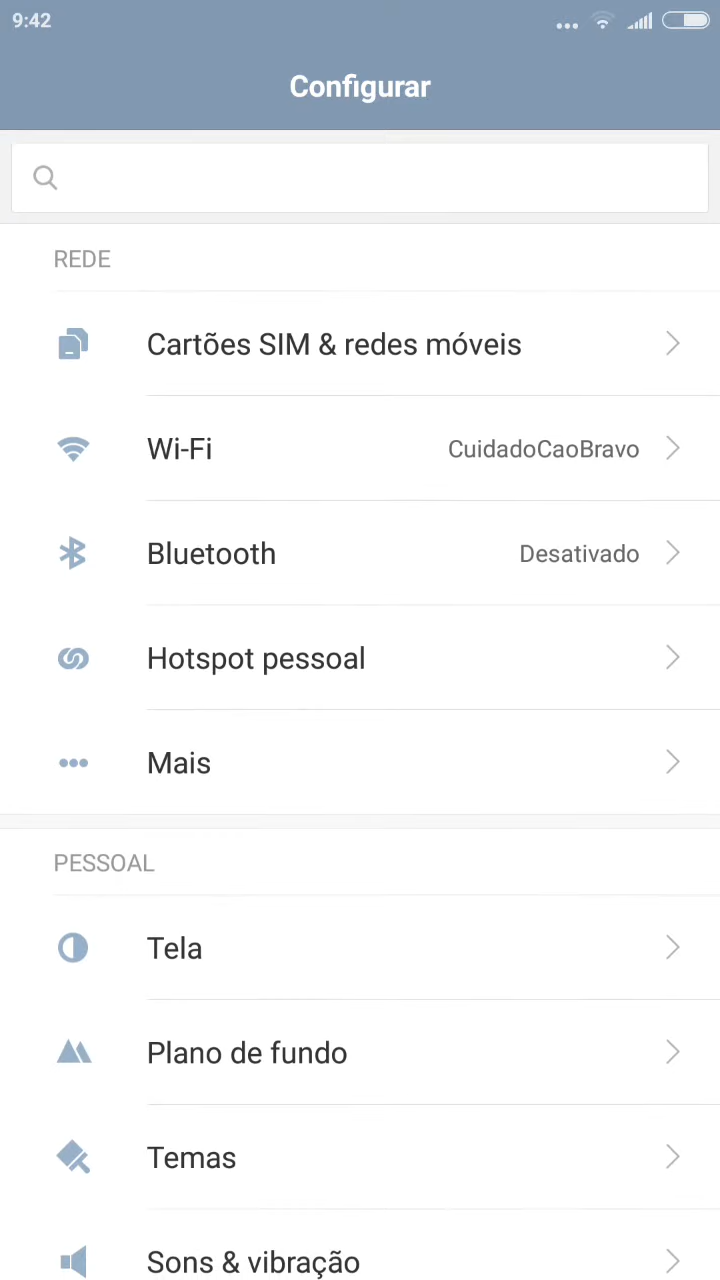 9:42
Configurar
REDE
Cartões SIM & redes móveis
Wi-Fi CuidadoCaoBravo
Bluetooth Desativado
Hotspot pessoal
Mais
PESSOAL
Tela
Plano de fundo
Temas
Sons & vibração